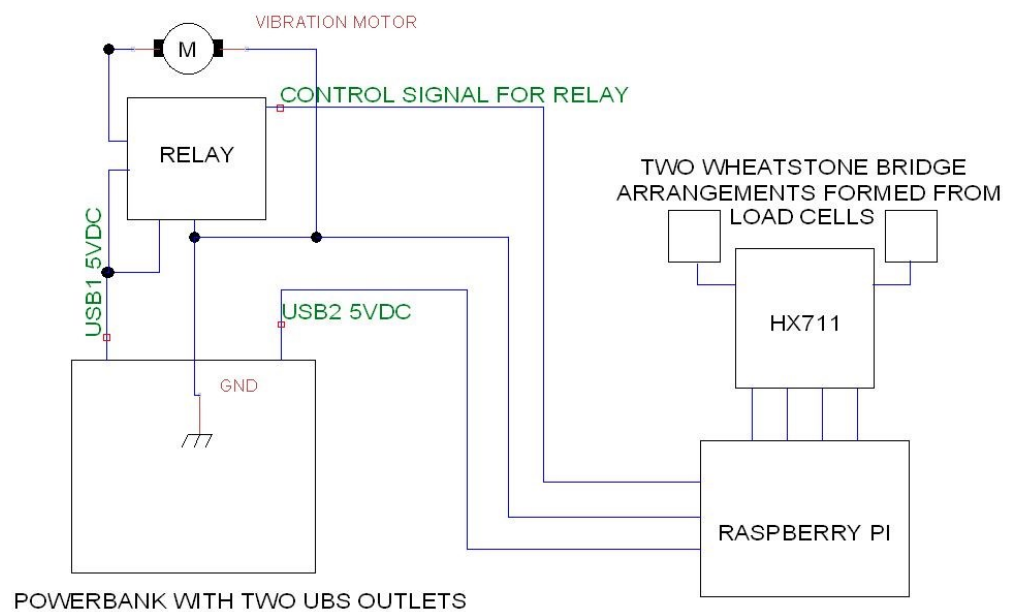 VIBRATION MOTOR
M
CONTROL SIGNAL FOR RELAY
RELAY
TWO WHEATSTONE BRIDGE
ARRANGEMENTS FORMED FROM
LOAD CELLS
USB1 5VDC
USB2 5VDC
HX711
GND
RASPBERRY PI
POWERBANK WITH TWO UBS OUTLETS